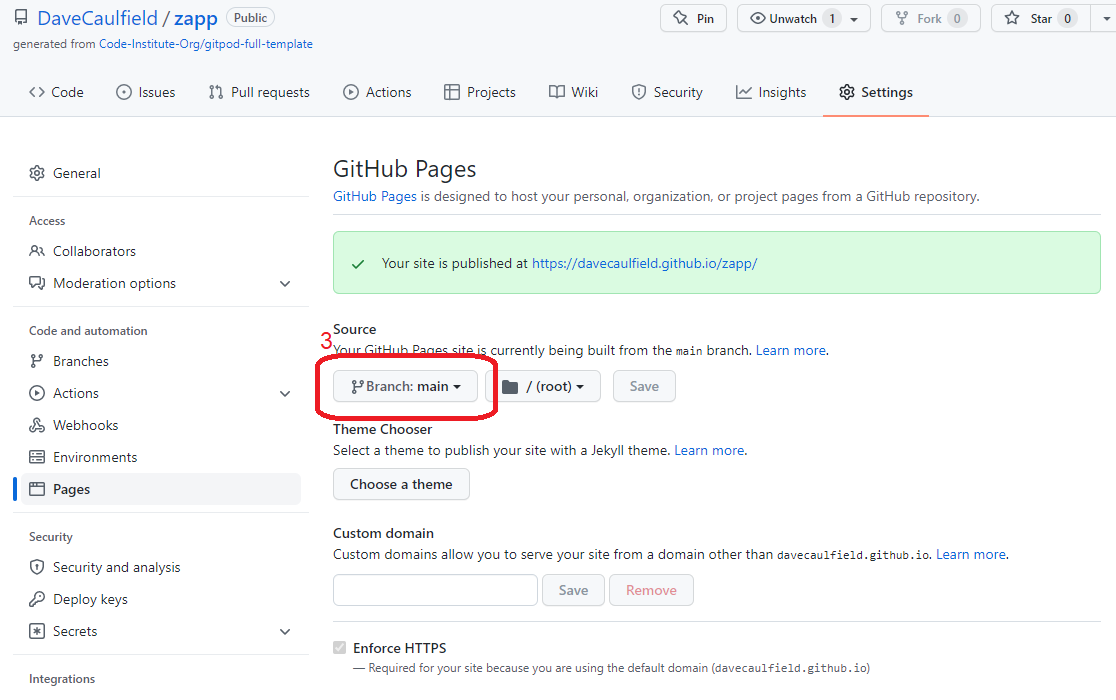 DaveCaulfield / zapp Public
Pin
Unwatch 1
Fork 0
Star 0
generated from Code-Institute-Org/gitpod-full-template
Code
Issues
Pull requests
Actions
Projects
Wiki
Security
Insights
Settings
General
Access
Collaborators
Moderation options
Code and automation
Branches
Actions
Webhooks
Environments
Pages
Security
Security and analysis
Deploy keys
Secrets
Integrations
GitHub Pages
GitHub Pages is designed to host your personal, organization, or project pages from a GitHub repository.
Your site is published at https://davecaulfield.github.io/zapp/
Source
3
Your GitHub Pages site is currently being built from the main branch. Learn more.
Branch: main
/ (root)
Save
Theme Chooser
Select a theme to publish your site with a Jekyll theme. Learn more.
Choose a theme
Custom domain
Custom domains allow you to serve your site from a domain other than davecaulfield.github.io. Learn more.
Save
Remove
Enforce HTTPS
— Required for your site because you are using the default domain (davecaulfield.github.io)